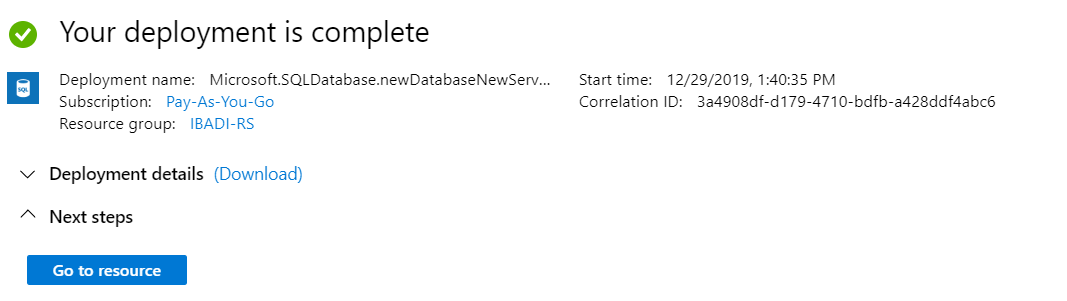 Your deployment is complete
SQL
Deployment name: Microsoft.SQLDatabase.newDatabaseNewServ... Start time: 12/29/2019, 1:40:35 PM
Subscription: Pay-As-You-Go Correlation ID: 3a4908df-d179-4710-bdfb-a428ddf4abc6
Resource group: IBADI-RS
Deployment details (Download)
Next steps
Go to resource